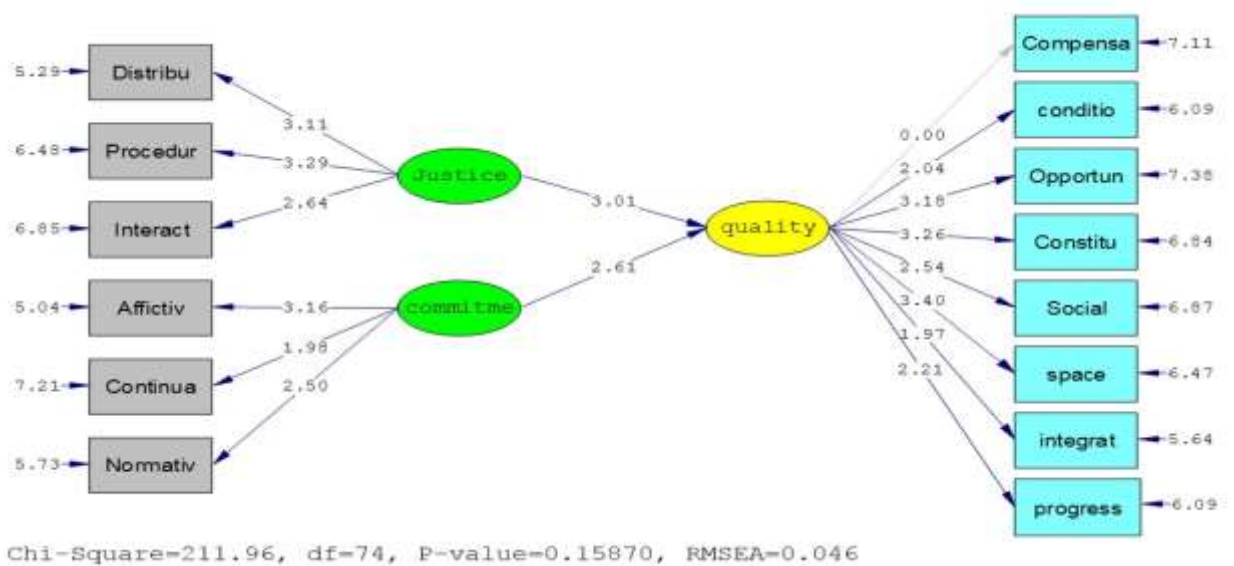 Compensa
7.11
5.29
Distribu
conditio
6.09
3.11
0.00
6.48
Procedur
3.29
2.04
Opportun
7.38
Justice
2.64
3.18
3.01
6.85
Interact
quality
3.26
Constitu
6.84
2.61
2.54
5.04
Affictiv
3.16
commitme
3.40
Social
6.87
1.98
1.97
7.21
Continua
2.50
2.21
space
6.47
integrat
5.64
5.73
Normativ
progress
6.09
Chi-Square=211.96, df=74, P-value=0.15870, RMSEA=0.046